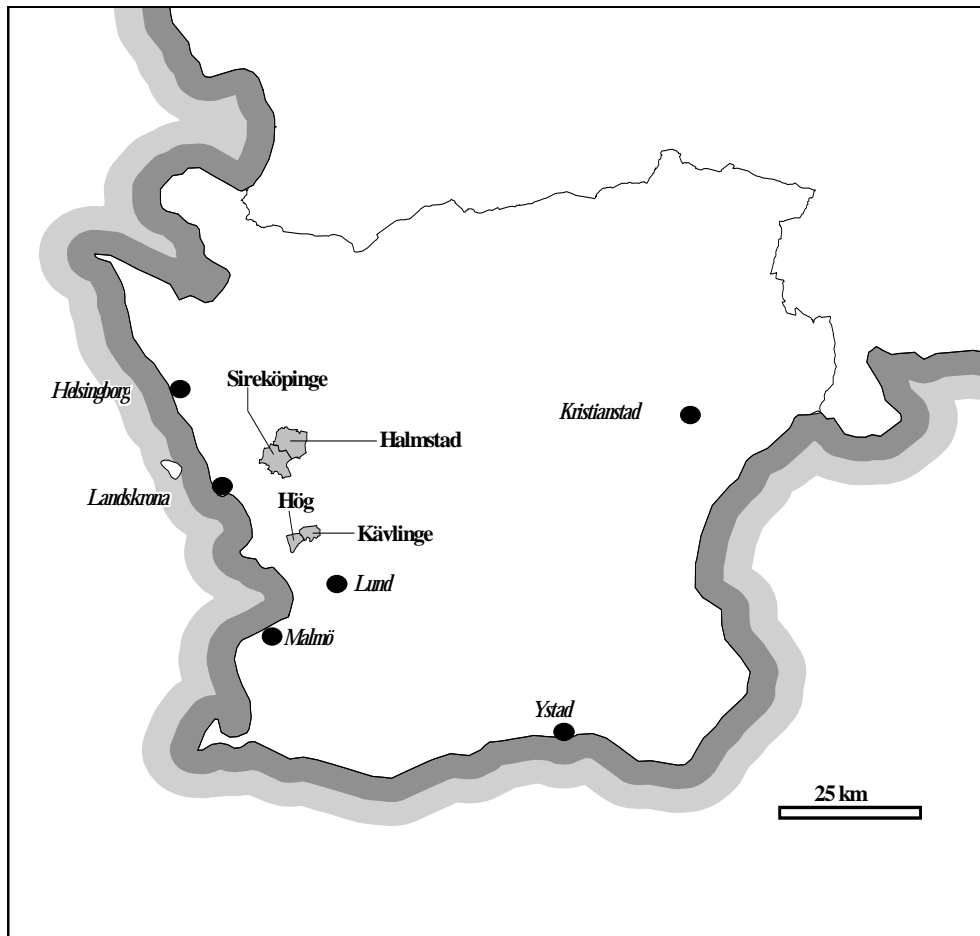 Sireköpinge
Helsingborg
Kristianstad
Halmstad
Landskrona
Hög
Kävlinge
Lund
Malmö
Ystad
25 km